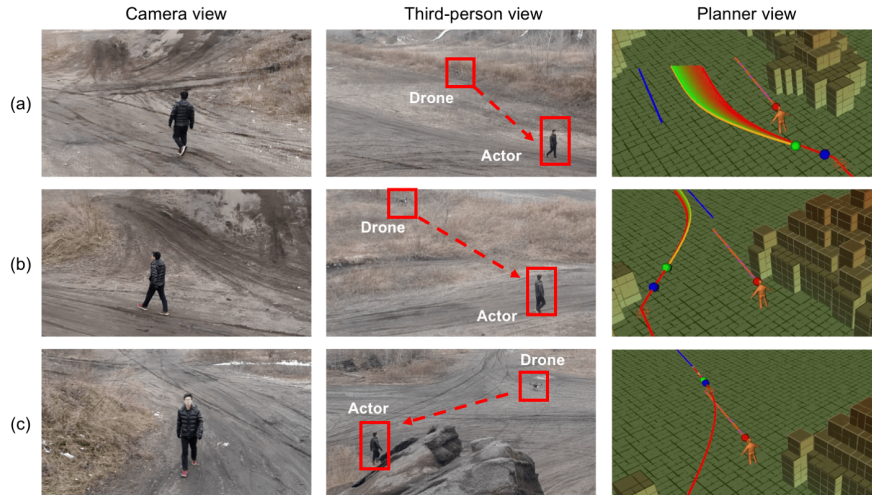 Camera view Third-person view Planner view
(a)
Drone
Actor
(b)
Drone
Actor
(c)
Drone
Actor